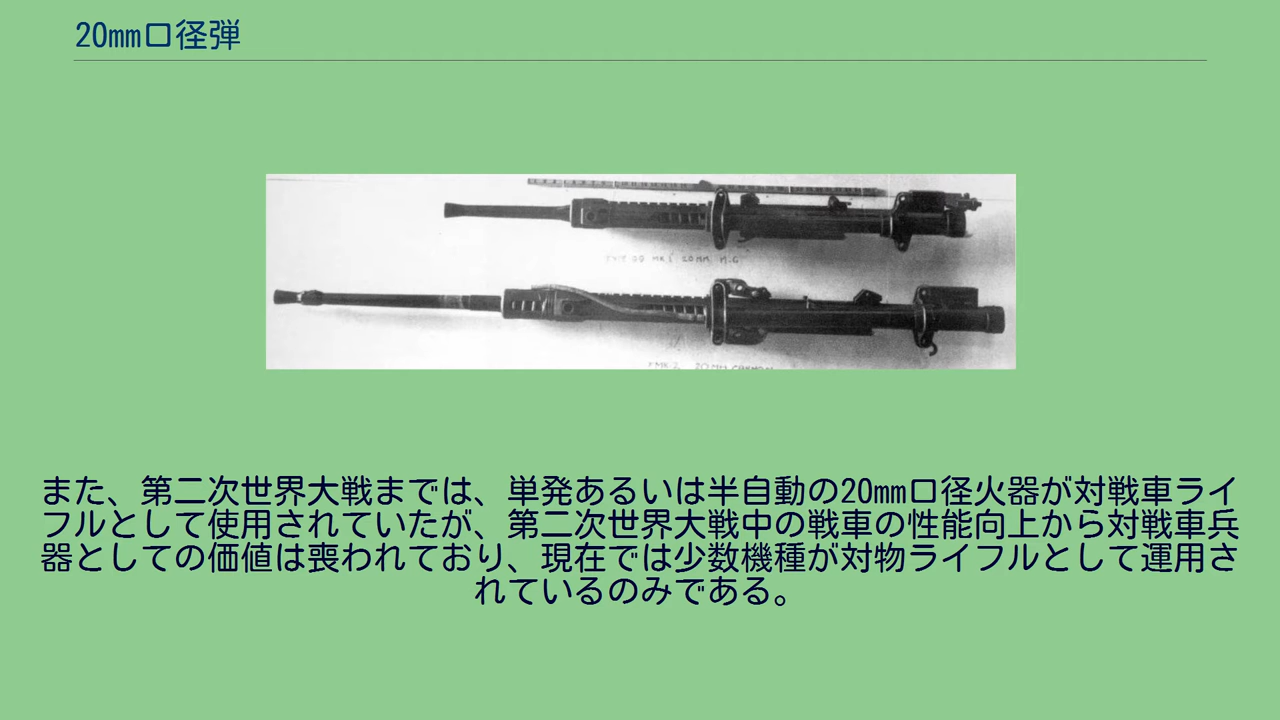 20mm口径弾
MK1 20MM M.G
20MM CANNON
また、第二次世界大戦までは、単発あるいは半自動の20mm口径火器が対戦車ライ
フルとして使用されていたが、第二次世界大戦中の戦車の性能向上から対戦車兵
器としての価値は喪われており、現在では少数機種が対物ライフルとして運用さ
れているのみである。